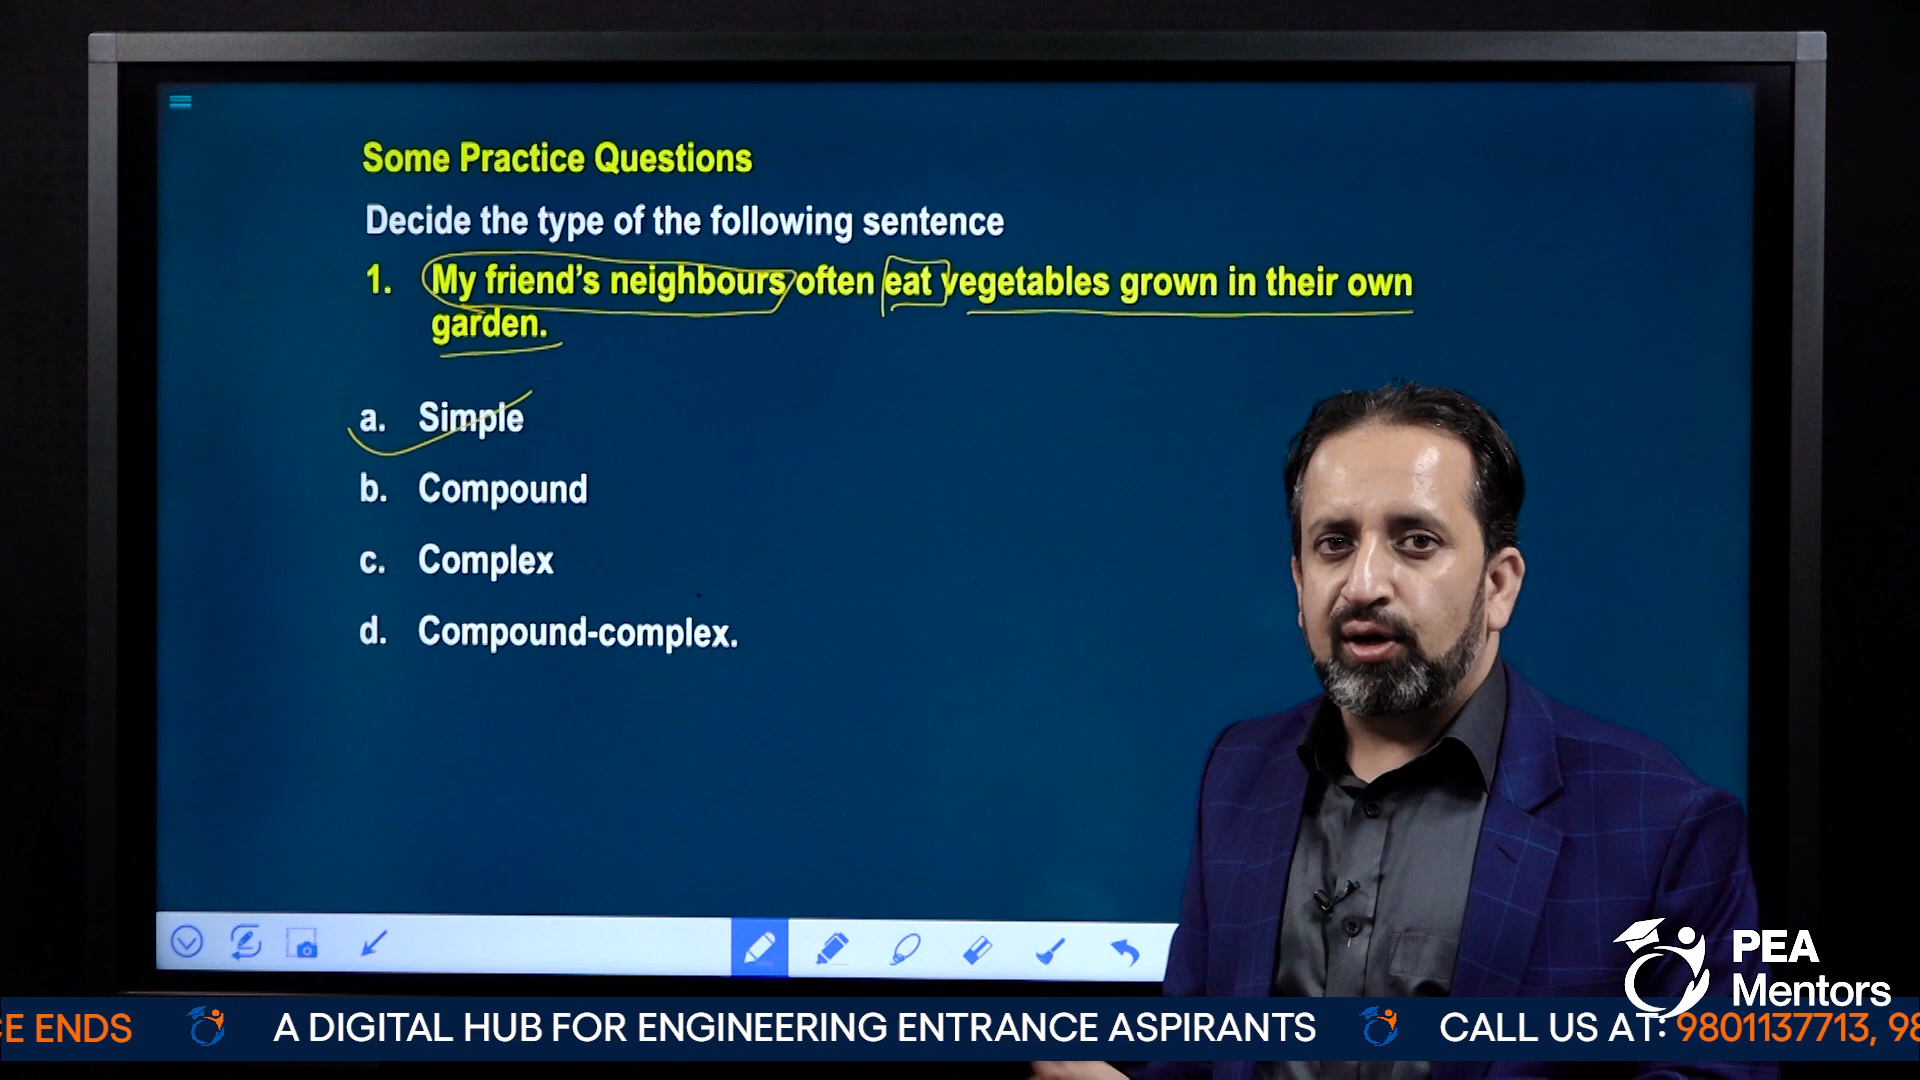 Some Practice Questions
Decide the type of the following sentence
1. My friend’s neighbours often eat vegetables grown in their own
garden.
a. Simple
b. Compound
c. Complex
d. Compound-complex.
PEA
Mentors
CE ENDS A DIGITAL HUB FOR ENGINEERING ENTRANCE ASPIRANTS CALL US AT: 9801137713, 98